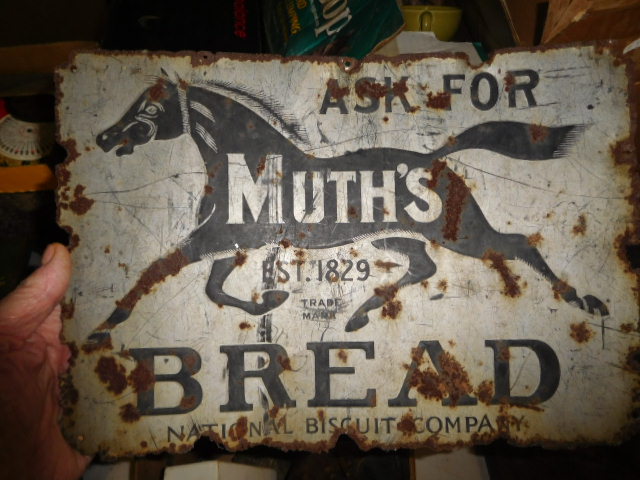 ASK FOR
MUTH'S
EST. 1829
TRADE
MARK
BREAD
NATIONAL BISCUIT COMPANY